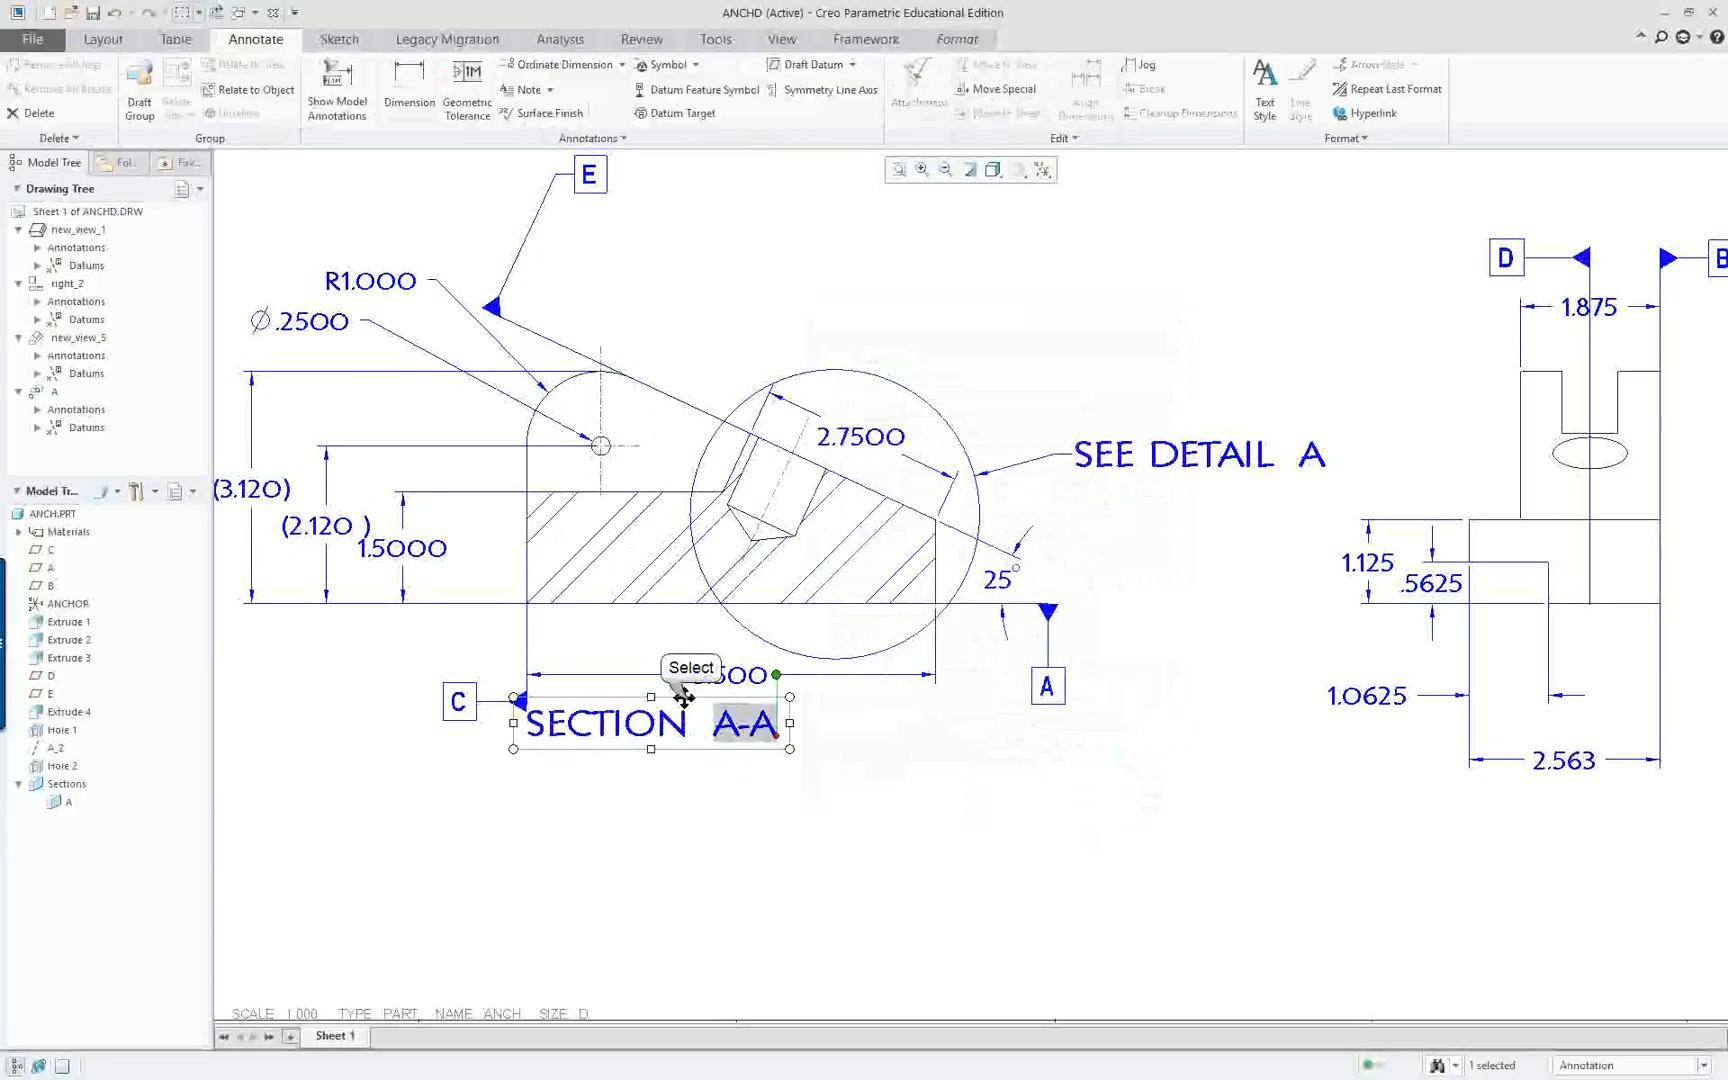 ANCHD (Active) - Creo Parametric Educational Edition
File Layout Table Annotate Sketch Legacy Migration Analysis Review Tools View Framework Format
Delete
Delete
Draft Group
Relate to Object
Group
Show Model Annotations
Dimension
Geometric Tolerance
Ordinate Dimension
Note
Surface Finish
Symbol
Datum Feature Symbol
Datum Target
Draft Datum
Symmetry Line Axis
Annotations
Attachment
Move Special
Align Dimensions
Jog
Break
Cleanup Dimensions
Edit
Text Style
Line Style
Arrow Style
Repeat Last Format
Hyperlink
Format
Model Tree Fol... Fav...
Drawing Tree
Sheet 1 of ANCHD.DRW
new_view_1
Annotations
Datums
right_2
Annotations
Datums
new_view_5
Annotations
Datums
A
Annotations
Datums
Model Tr...
ANCH.PRT
Materials
C
A
B
ANCHOR
Extrude 1
Extrude 2
Extrude 3
D
E
Extrude 4
Hole 1
A_2
Hole 2
Sections
A
E
R1.000
∅ .2500
2.7500
SEE DETAIL A
(3.120)
(2.120 )
1.5000
25°
A
C
Select
SECTION A-A
D
B
1.875
1.125
.5625
1.0625
2.563
SCALE 1.000 TYPE PART NAME ANCH SIZE D
Sheet 1
1 selected
Annotation